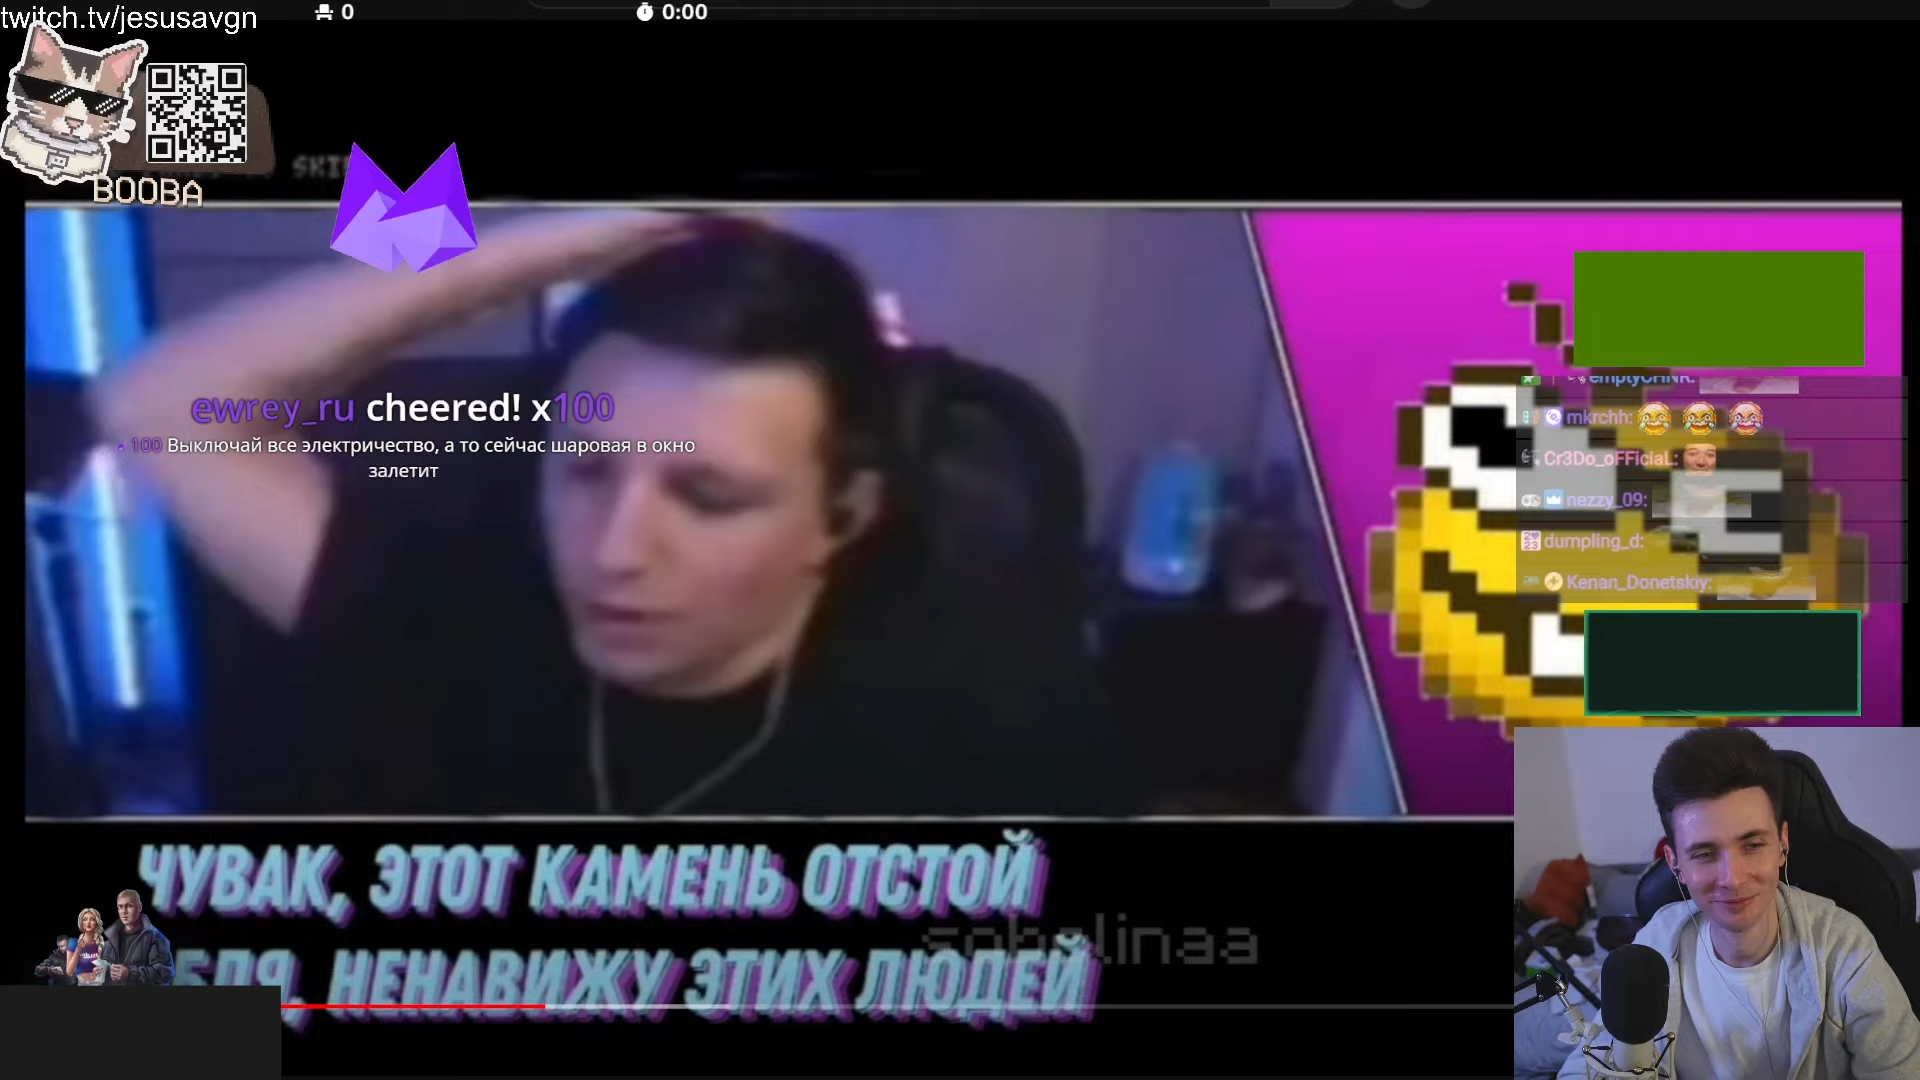 twitch.tv/jesusavgn
0
0:00
BOOBA
ewrey_ru cheered! x100
100 Выключай все электричество, а то сейчас шаровая в окно
залетит
emptyCHNR:
mkrchh:
Cr3Do_oFFiciaL:
nezzy_09:
dumpling_d:
Kenan_Donetskiy:
ЧУВАК, ЭТОТ КАМЕНЬ ОТСТОЙ
БЛЯ, НЕНАВИЖУ ЭТИХ ЛЮДЕЙ
sobolinaa